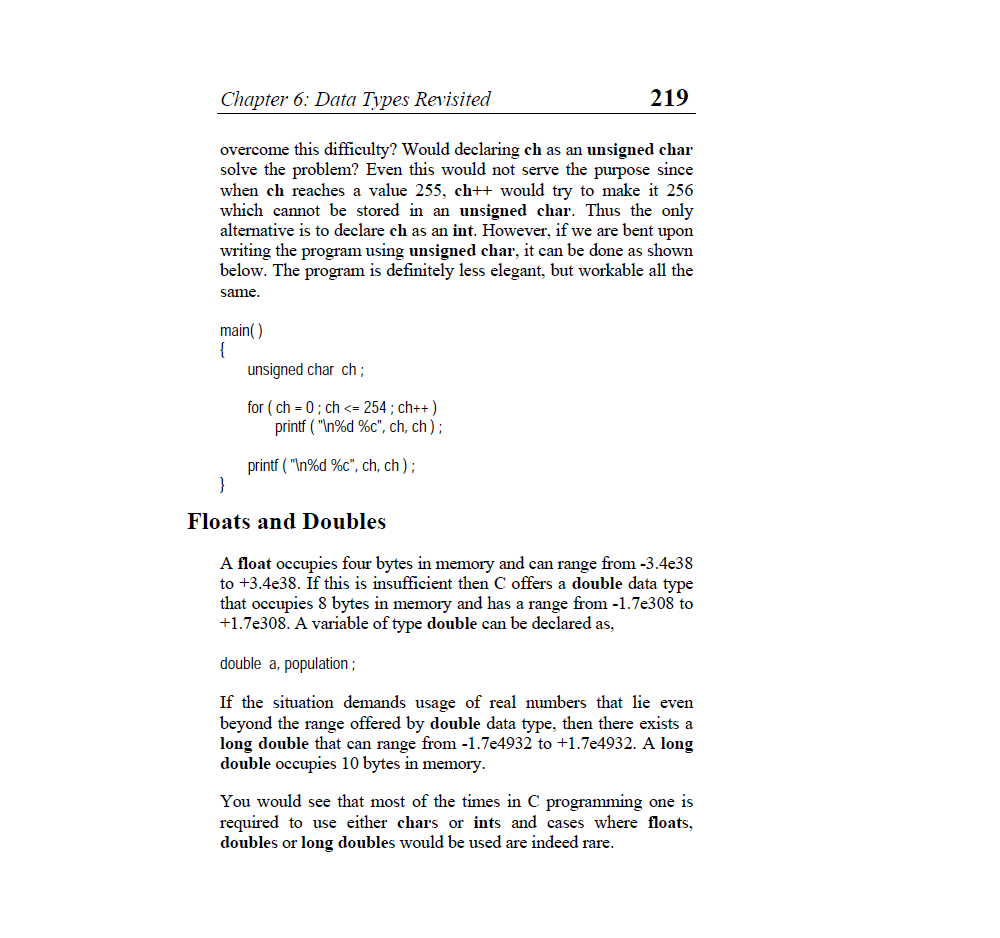 Chapter 6: Data Types Revisited 219
overcome this difficulty? Would declaring ch as an unsigned char
solve the problem? Even this would not serve the purpose since
when ch reaches a value 255, ch++ would try to make it 256
which cannot be stored in an unsigned char. Thus the only
alternative is to declare ch as an int. However, if we are bent upon
writing the program using unsigned char, it can be done as shown
below. The program is definitely less elegant, but workable all the
same.
main( )
{
unsigned char ch ;
for ( ch = 0 ; ch <= 254 ; ch++ )
printf ( "\n%d %c", ch, ch ) ;
printf ( "\n%d %c", ch, ch ) ;
}
Floats and Doubles
A float occupies four bytes in memory and can range from -3.4e38
to +3.4e38. If this is insufficient then C offers a double data type
that occupies 8 bytes in memory and has a range from -1.7e308 to
+1.7e308. A variable of type double can be declared as,
double a, population ;
If the situation demands usage of real numbers that lie even
beyond the range offered by double data type, then there exists a
long double that can range from -1.7e4932 to +1.7e4932. A long
double occupies 10 bytes in memory.
You would see that most of the times in C programming one is
required to use either chars or ints and cases where floats,
doubles or long doubles would be used are indeed rare.